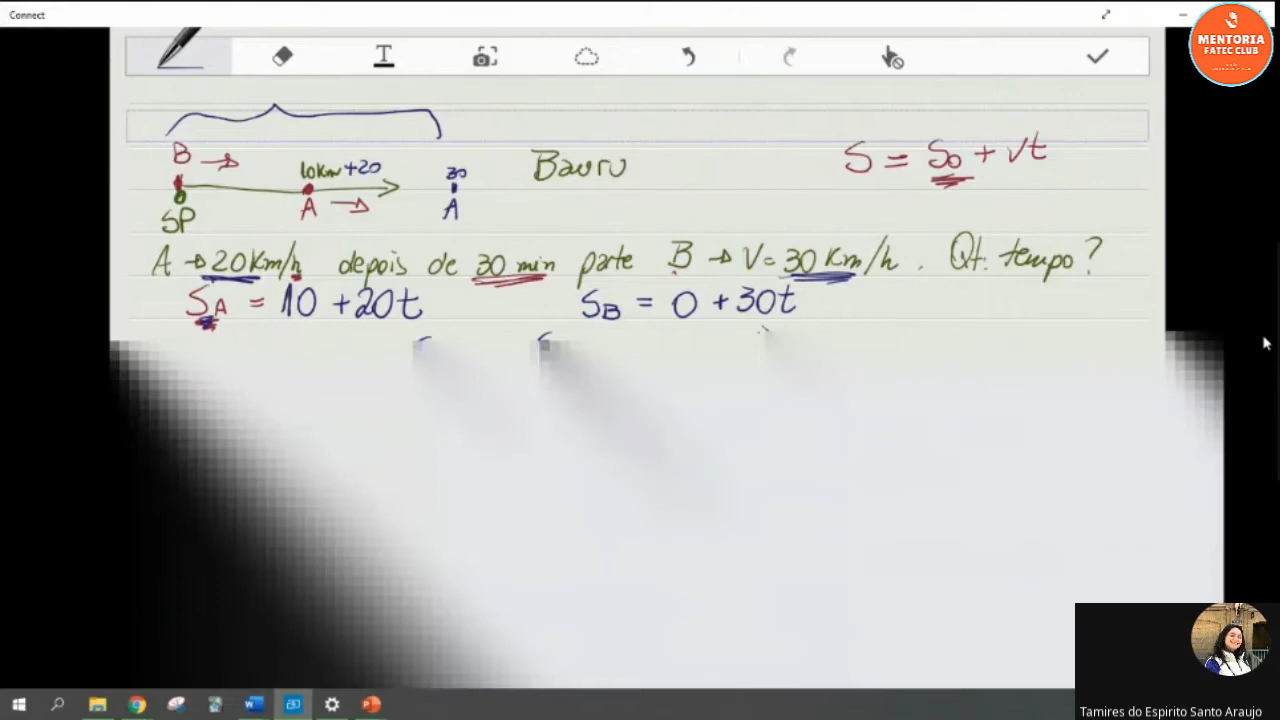 Connect
MENTORIA
FATEC CLUB
T
B → 10km +20 30 Bauru S = So + vt
SP A → A
A → 20 Km/h depois de 30 min parte B → V = 30 Km/h . Qt. tempo?
SA = 10 + 20t SB = 0 + 30t
Tamires do Espirito Santo Araujo